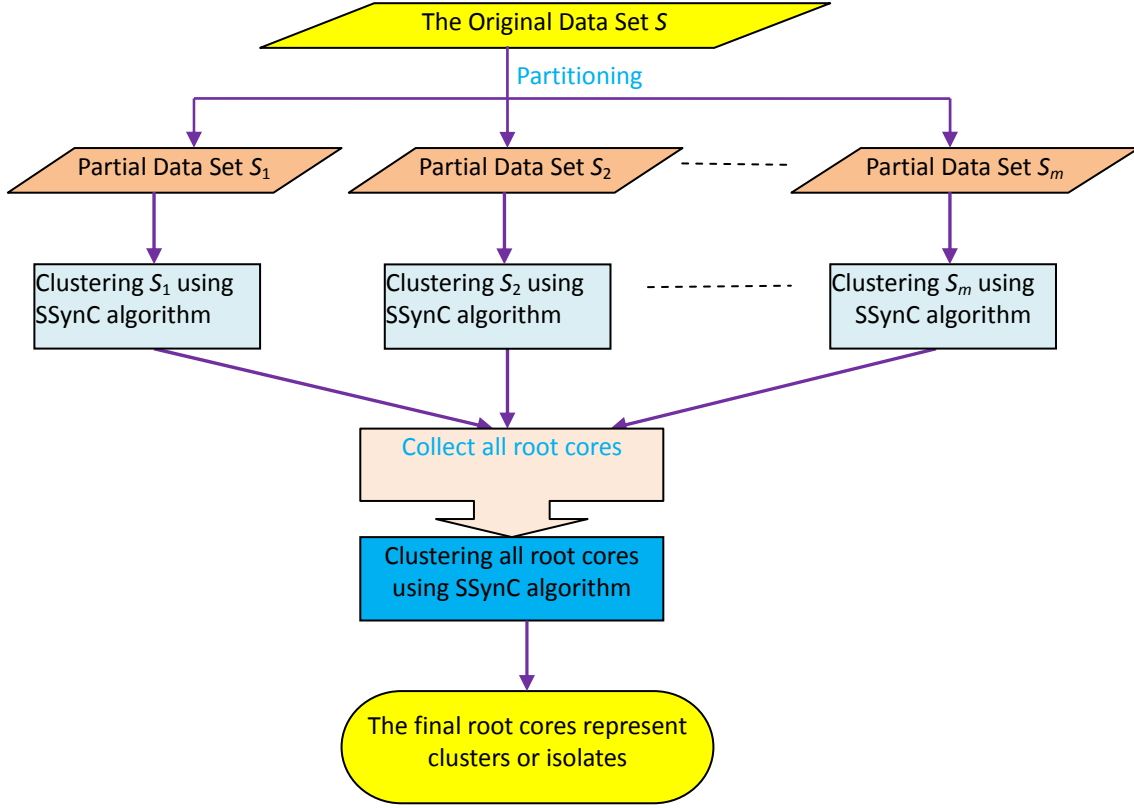 The Original Data Set S
Partitioning
Partial Data Set S₁
Partial Data Set S₂
Partial Data Set Sₘ
Clustering S₁ using
SSynC algorithm
Clustering S₂ using
SSynC algorithm
Clustering Sₘ using
SSynC algorithm
Collect all root cores
Clustering all root cores
using SSynC algorithm
The final root cores represent
clusters or isolates